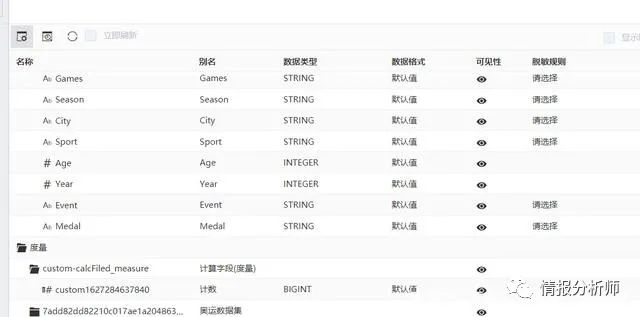 立即刷新
显示
名称 别名 数据类型 数据格式 可见性 脱敏规则
Ab Games Games STRING 默认值 请选择
Ab Season Season STRING 默认值 请选择
Ab City City STRING 默认值 请选择
Ab Sport Sport STRING 默认值 请选择
# Age Age INTEGER 默认值
# Year Year INTEGER 默认值
Ab Event Event STRING 默认值 请选择
Ab Medal Medal STRING 默认值 请选择
度量
custom-calcFiled_measure 计算字段(度量)
# custom1627284637840 计数 BIGINT 默认值
7add82dd82210c017ae1a204863... 奥运数据集
情报分析师